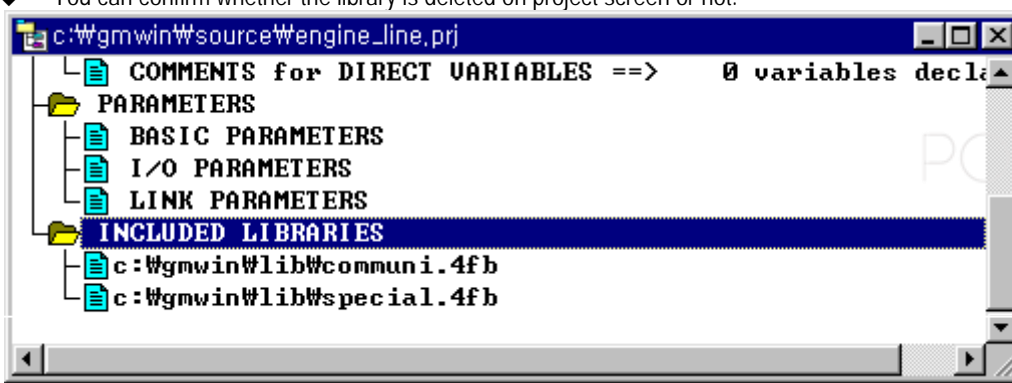 You can confirm whether the library is deleted on project screen or not.
c:₩gmwin₩source₩engine_line.prj
COMMENTS for DIRECT VARIABLES ==> 0 variables decla
PARAMETERS
BASIC PARAMETERS
I/O PARAMETERS
LINK PARAMETERS
INCLUDED LIBRARIES
c:₩gmwin₩lib₩communi.4fb
c:₩gmwin₩lib₩special.4fb